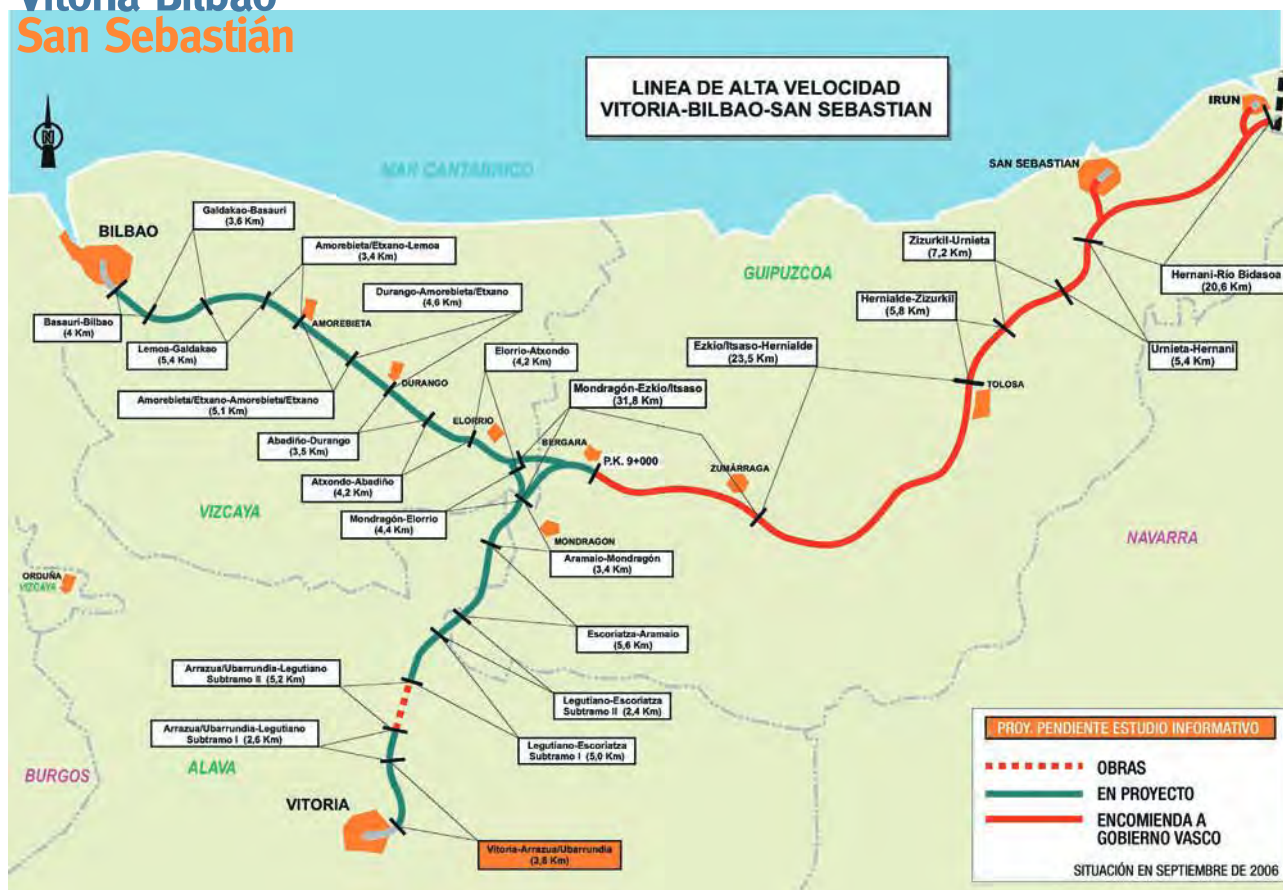 Vitoria Bilbao
San Sebastián
LINEA DE ALTA VELOCIDAD
VITORIA-BILBAO-SAN SEBASTIAN
N
MAR CANTABRICO
IRUN
SAN SEBASTIAN
Galdakao-Basauri
(3,6 Km)
BILBAO
Amorebieta/Etxano-Lemoa
(3,4 Km)
Zizurkil-Urnieta
(7,2 Km)
GUIPUZCOA
Hernani-Río Bidasoa
(20,6 Km)
Durango-Amorebieta/Etxano
(4,6 Km)
Hernialde-Zizurkil
(5,8 Km)
Basauri-Bilbao
(4 Km)
AMOREBIETA
Lemoa-Galdakao
(5,4 Km)
Elorrio-Atxondo
(4,2 Km)
Ezkio/Itsaso-Hernialde
(23,5 Km)
Urnieta-Hernani
(5,4 Km)
DURANGO
Mondragón-Ezkio/Itsaso
(31,8 Km)
TOLOSA
Amorebieta/Etxano-Amorebieta/Etxano
(5,1 Km)
ELORRIO
Abadiño-Durango
(3,5 Km)
BERGARA
P.K. 9+000
ZUMÁRRAGA
Atxondo-Abadiño
(4,2 Km)
VIZCAYA
Mondragón-Elorrio
(4,4 Km)
MONDRAGON
NAVARRA
Aramaio-Mondragón
(3,4 Km)
ORDUÑA
VIZCAYA
Escoriatza-Aramaio
(5,6 Km)
Arrazua/Ubarrundia-Legutiano
Subtramo II (5,2 Km)
Legutiano-Escoriatza
Subtramo II (2,4 Km)
Arrazua/Ubarrundia-Legutiano
Subtramo I (2,6 Km)
Legutiano-Escoriatza
Subtramo I (5,0 Km)
BURGOS
ALAVA
VITORIA
Vitoria-Arrazua/Ubarrundia
(3,8 Km)
PROY. PENDIENTE ESTUDIO INFORMATIVO
OBRAS
EN PROYECTO
ENCOMIENDA A
GOBIERNO VASCO
SITUACIÓN EN SEPTIEMBRE DE 2006